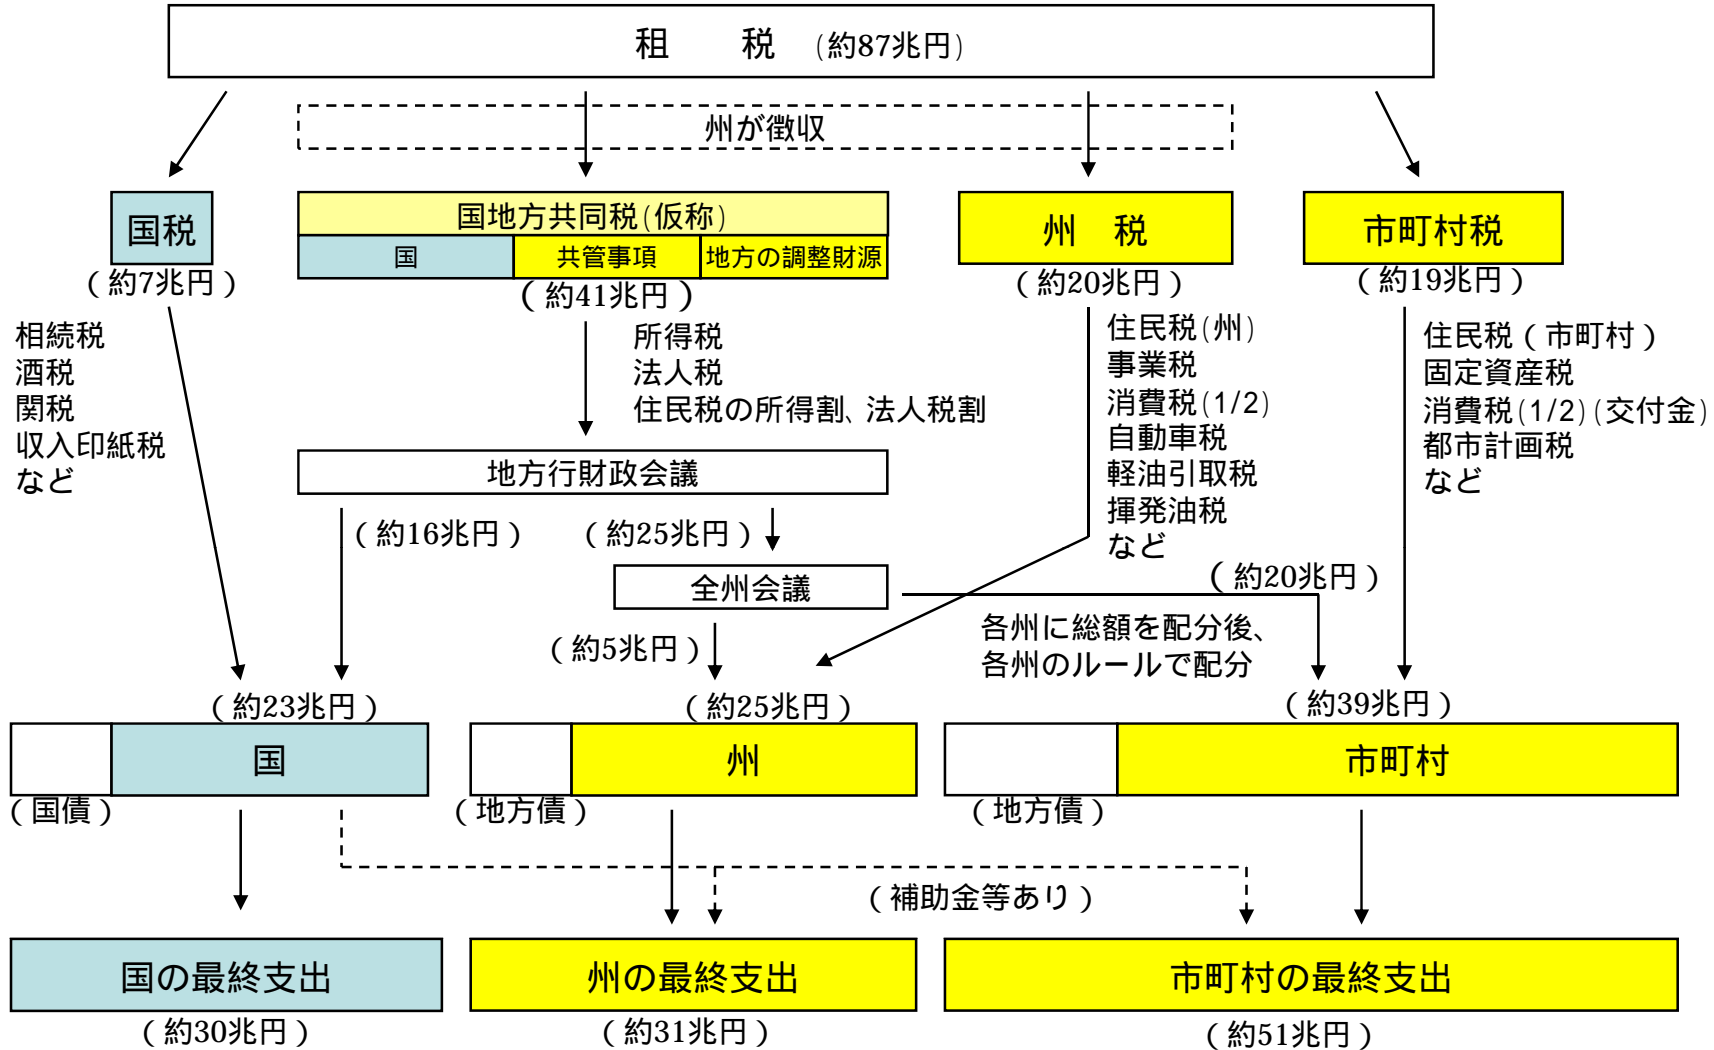 租　　税　(約87兆円)
州が徴収
国税
(約7兆円)
相続税
酒税
関税
収入印紙税
など
国地方共同税(仮称)
国　共管事項　地方の調整財源
(約41兆円)
所得税
法人税
住民税の所得割、法人税割
州　税
(約20兆円)
住民税(州)
事業税
消費税(1/2)
自動車税
軽油引取税
揮発油税
など
市町村税
(約19兆円)
住民税(市町村)
固定資産税
消費税(1/2)(交付金)
都市計画税
など
地方行財政会議
(約16兆円)
(約25兆円)
全州会議
(約20兆円)
(約5兆円)
各州に総額を配分後、
各州のルールで配分
(約23兆円)
(約25兆円)
(約39兆円)
国
州
市町村
(国債)
(地方債)
(地方債)
(補助金等あり)
国の最終支出
州の最終支出
市町村の最終支出
(約30兆円)
(約31兆円)
(約51兆円)